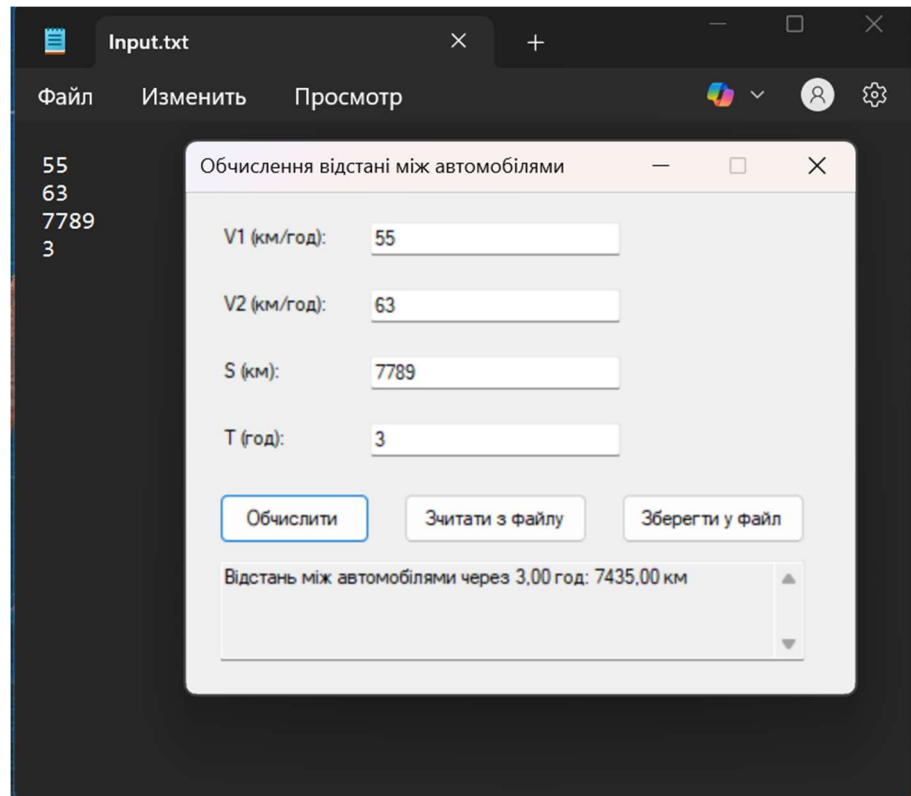 Input.txt
Файл Изменить Просмотр
55
63
7789
3
Обчислення відстані між автомобілями
V1 (км/год): 55
V2 (км/год): 63
S (км): 7789
T (год): 3
Обчислити Зчитати з файлу Зберегти у файл
Відстань між автомобілями через 3,00 год: 7435,00 км